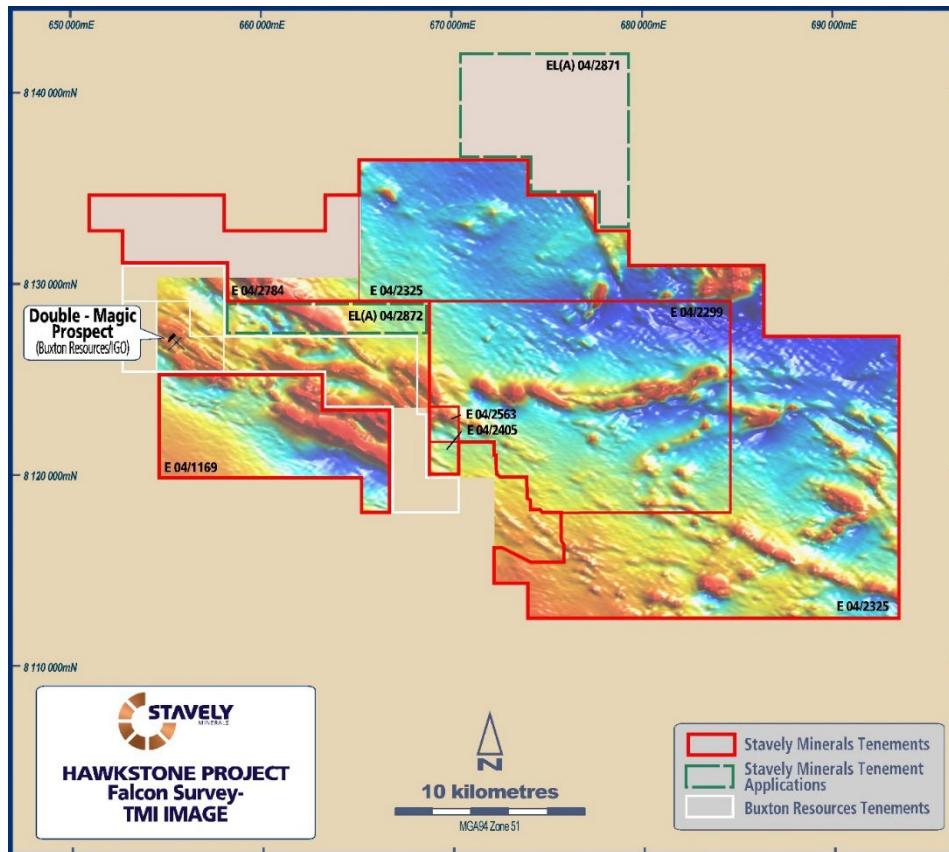 650 000mE
660 000mE
670 000mE
680 000mE
690 000mE
8 140 000mN
8 130 000mN
8 120 000mN
8 110 000mN
EL(A) 04/2871
E 04/2784
E 04/2325
EL(A) 04/2872
E 04/2299
Double - Magic
Prospect
(Buxton Resources/IGO)
E 04/2563
E 04/2405
E 04/1169
E 04/2325
STAVELY
MINERALS
HAWKSTONE PROJECT
Falcon Survey-
TMI IMAGE
N
10 kilometres
MGA94 Zone 51
Stavely Minerals Tenements
Stavely Minerals Tenement
Applications
Buxton Resources Tenements